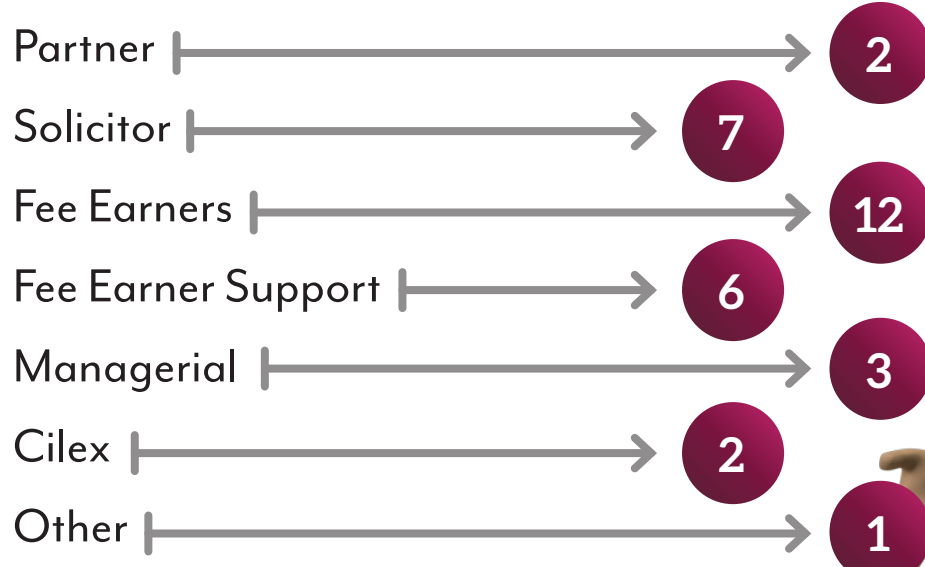 Partner 2
Solicitor 7
Fee Earners 12
Fee Earner Support 6
Managerial 3
Cilex 2
Other 1